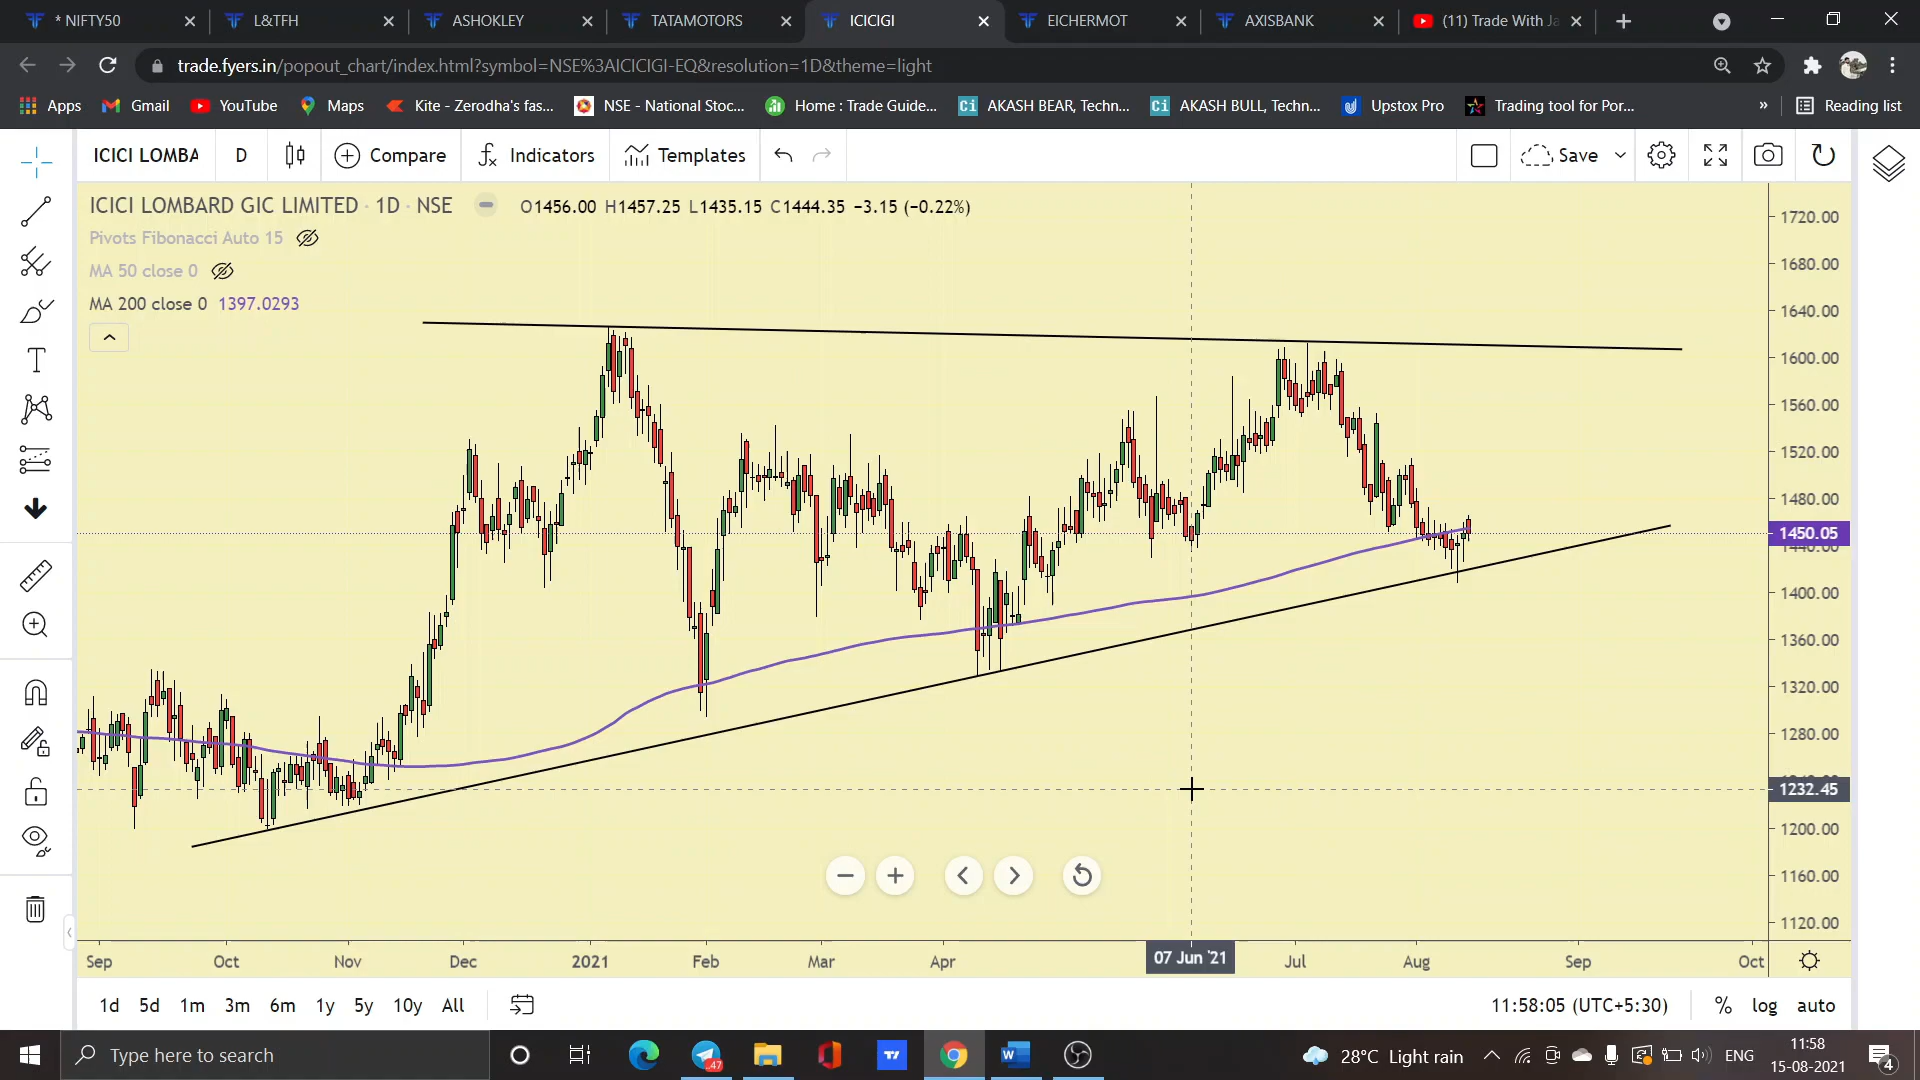 * NIFTY50
L&TFH
ASHOKLEY
TATAMOTORS
ICICIGI
EICHERMOT
AXISBANK
(11) Trade With Ja
trade.fyers.in/popout_chart/index.html?symbol=NSE%3AICICIGI-EQ&resolution=1D&theme=light
Apps
Gmail
YouTube
Maps
Kite - Zerodha's fas...
NSE - National Stoc...
Home : Trade Guide...
Ci AKASH BEAR, Techn...
Ci AKASH BULL, Techn...
Upstox Pro
Trading tool for Por...
»
Reading list
ICICI LOMBA
D
Compare
Indicators
Templates
Save
ICICI LOMBARD GIC LIMITED · 1D · NSE
O1456.00 H1457.25 L1435.15 C1444.35 −3.15 (−0.22%)
Pivots Fibonacci Auto 15
MA 50 close 0
MA 200 close 0 1397.0293
1720.00
1680.00
1640.00
1600.00
1560.00
1520.00
1480.00
1450.05
1440.00
1400.00
1360.00
1320.00
1280.00
1232.45
1200.00
1160.00
1120.00
Sep Oct Nov Dec 2021 Feb Mar Apr 07 Jun '21 Jul Aug Sep Oct
1d 5d 1m 3m 6m 1y 5y 10y All
11:58:05 (UTC+5:30)
% log auto
Type here to search
47
28°C Light rain
ENG
11:58
15-08-2021
4